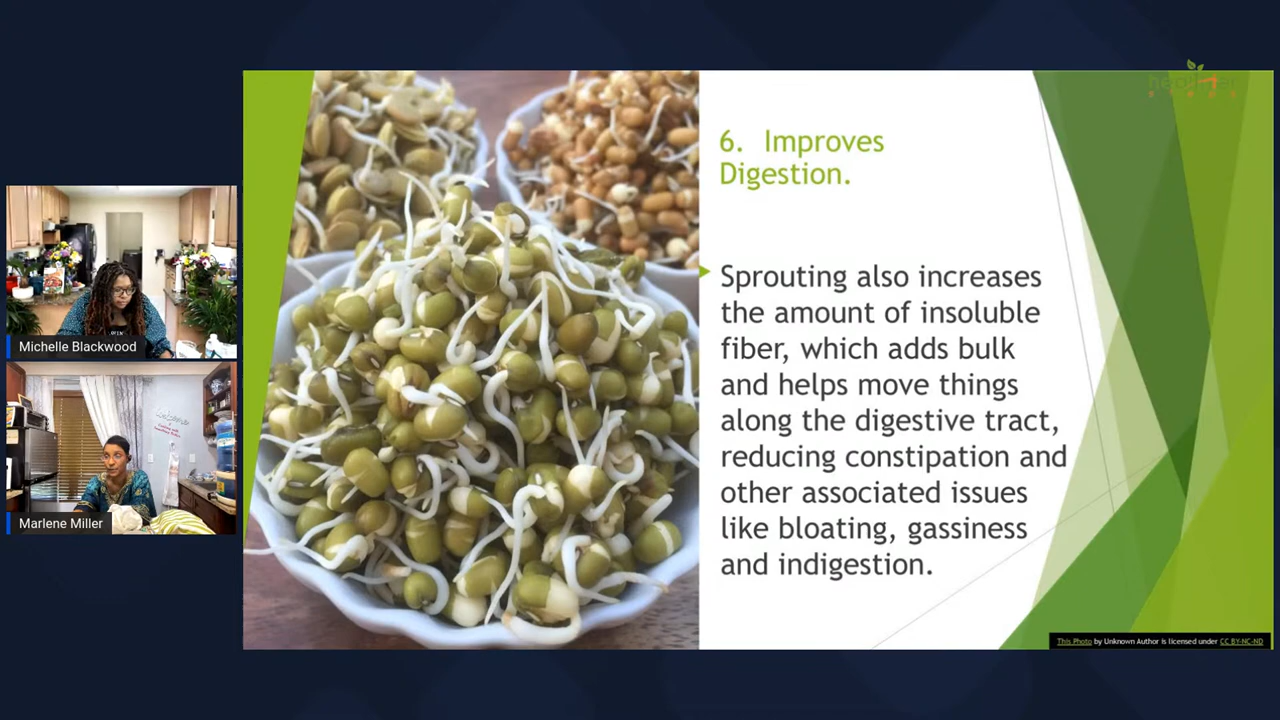 6. Improves
Digestion.
Sprouting also increases
the amount of insoluble
fiber, which adds bulk
and helps move things
along the digestive tract,
reducing constipation and
other associated issues
like bloating, gassiness
and indigestion.
Michelle Blackwood
Marlene Miller
This Photo by Unknown Author is licensed under CC BY-NC-ND